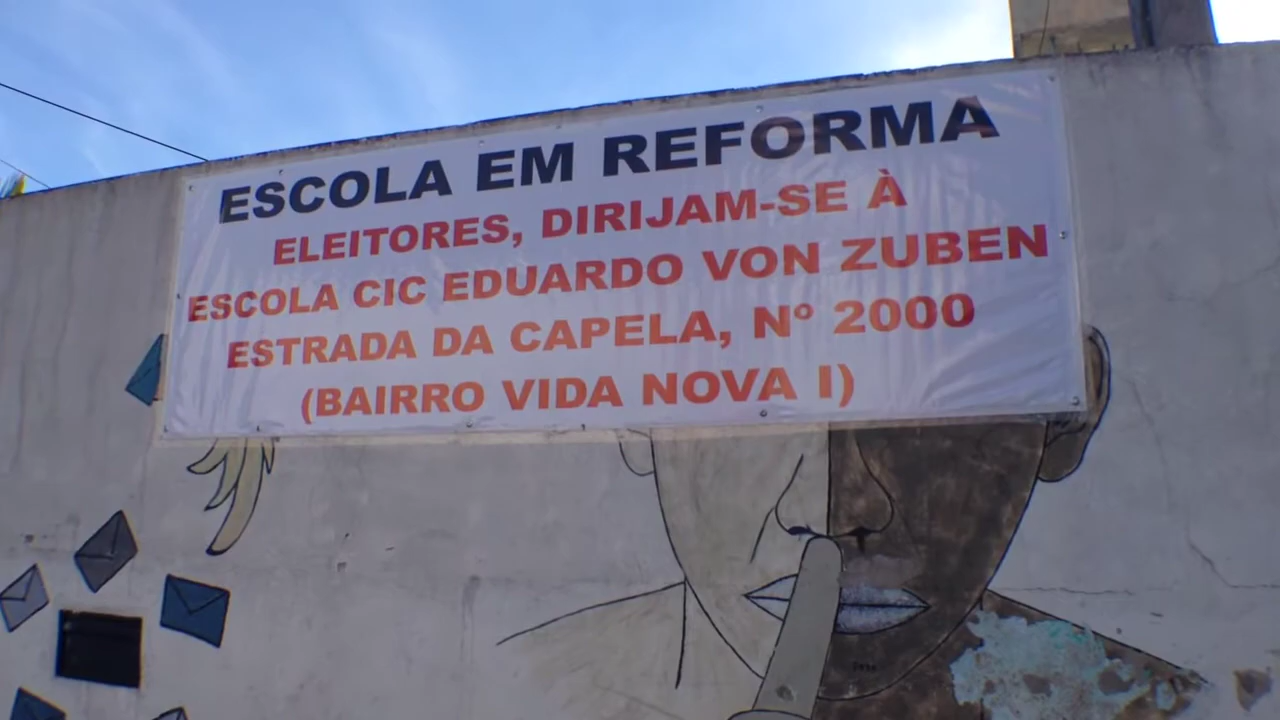 ESCOLA EM REFORMA
ELEITORES, DIRIJAM-SE À
ESCOLA CIC EDUARDO VON ZUBEN
ESTRADA DA CAPELA, Nº 2000
(BAIRRO VIDA NOVA I)